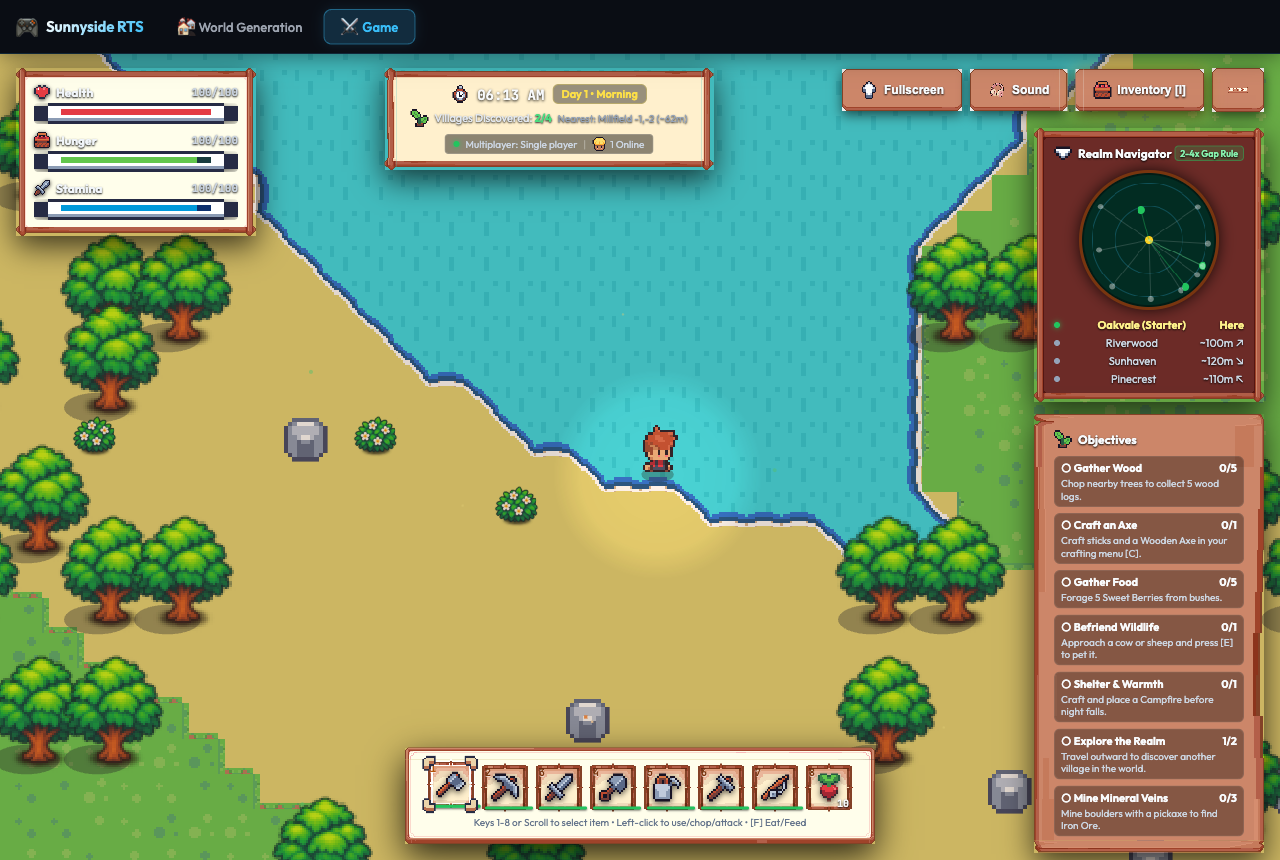 Sunnyside RTS
World Generation
Game
Health 100/100
Hunger 100/100
Stamina 100/100
06:13 AM
Day 1 • Morning
Villages Discovered: 2/4 Nearest: Millfield -1,-2 (~62m)
Multiplayer: Single player | 1 Online
Fullscreen
Sound
Inventory [I]
Realm Navigator
2-4x Gap Rule
Oakvale (Starter) Here
Riverwood ~100m ↗
Sunhaven ~120m ↘
Pinecrest ~110m ↖
Objectives
Gather Wood 0/5
Chop nearby trees to collect 5 wood
logs.
Craft an Axe 0/1
Craft sticks and a Wooden Axe in your
crafting menu [C].
Gather Food 0/5
Forage 5 Sweet Berries from bushes.
Befriend Wildlife 0/1
Approach a cow or sheep and press [E]
to pet it.
Shelter & Warmth 0/1
Craft and place a Campfire before
night falls.
Explore the Realm 1/2
Travel outward to discover another
village in the world.
Mine Mineral Veins 0/3
Mine boulders with a pickaxe to find
Iron Ore.
10
Keys 1-8 or Scroll to select item • Left-click to use/chop/attack • [F] Eat/Feed